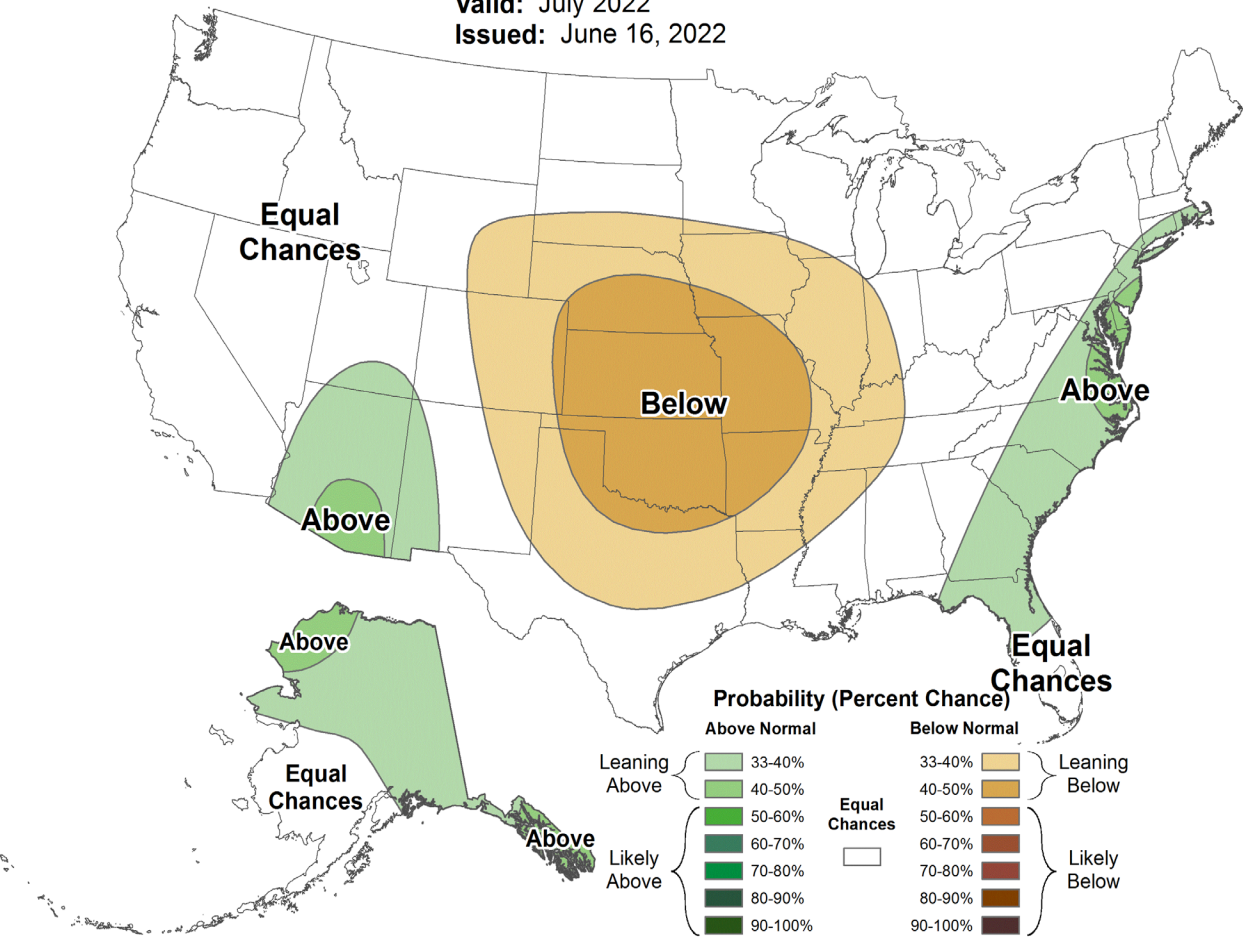 Valid: July 2022
Issued: June 16, 2022
Equal
Chances
Below
Above
Above
Above
Equal
Chances
Above
Equal
Chances
Probability (Percent Chance)
Above Normal
Below Normal
Leaning
Above
33-40%
40-50%
Likely
Above
50-60%
60-70%
70-80%
80-90%
90-100%
Equal
Chances
33-40%
40-50%
Leaning
Below
50-60%
60-70%
70-80%
80-90%
90-100%
Likely
Below